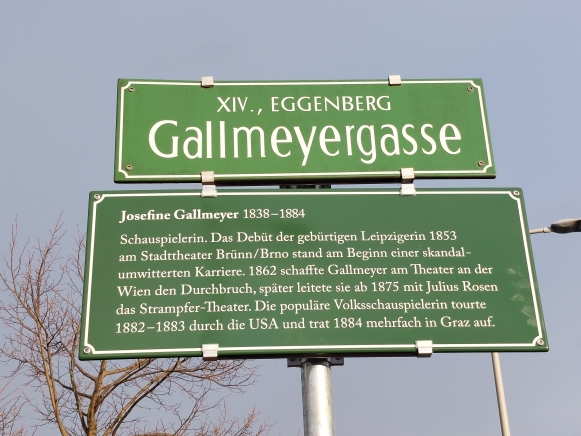 XIV., EGGENBERG
Gallmeyergasse
Josefine Gallmeyer 1838–1884
Schauspielerin. Das Debüt der gebürtigen Leipzigerin 1853
am Stadttheater Brünn/Brno stand am Beginn einer skandal-
umwitterten Karriere. 1862 schaffte Gallmeyer am Theater an der
Wien den Durchbruch, später leitete sie ab 1875 mit Julius Rosen
das Strampfer-Theater. Die populäre Volksschauspielerin tourte
1882–1883 durch die USA und trat 1884 mehrfach in Graz auf.